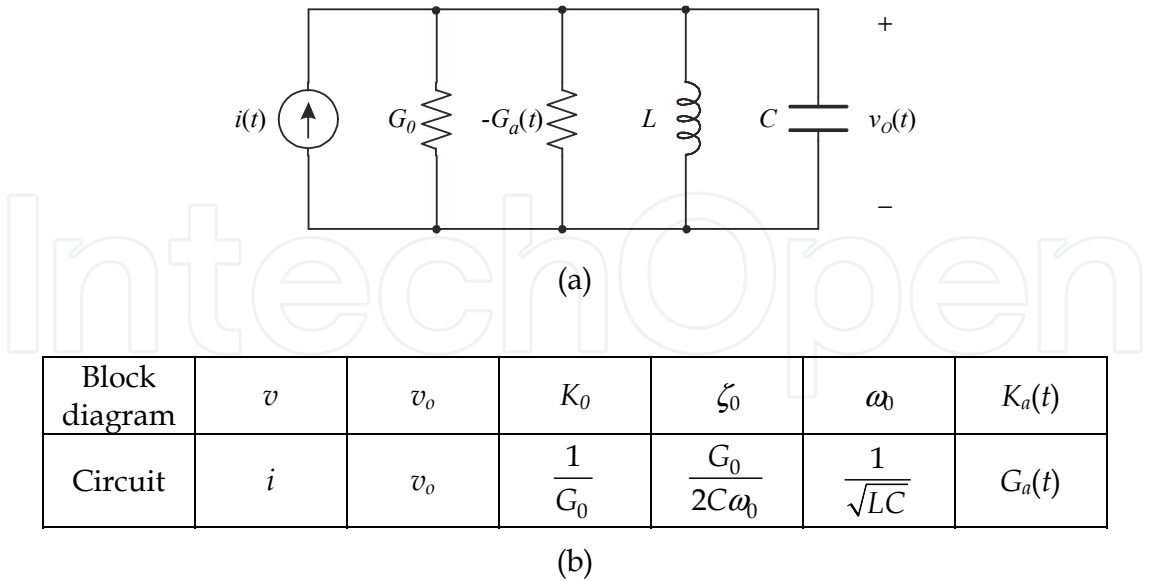 +
i(t) G₀ -Gₐ(t) L C v_O(t)
−
IntechOpen
(a)
Block diagram v vₒ K₀ ζ₀ ω₀ Kₐ(t)
Circuit i vₒ 1/G₀ G₀/2Cω₀ 1/√LC Gₐ(t)
(b)